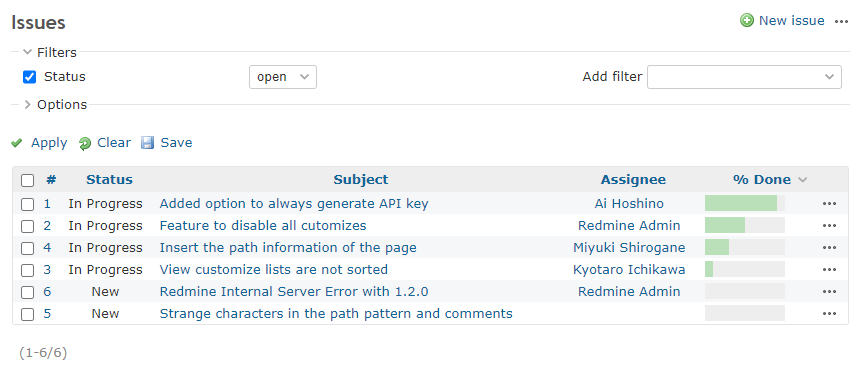 Issues New issue
Filters
Status open Add filter
Options
Apply Clear Save
# Status Subject Assignee % Done
1 In Progress Added option to always generate API key Ai Hoshino
2 In Progress Feature to disable all cutomizes Redmine Admin
4 In Progress Insert the path information of the page Miyuki Shirogane
3 In Progress View customize lists are not sorted Kyotaro Ichikawa
6 New Redmine Internal Server Error with 1.2.0 Redmine Admin
5 New Strange characters in the path pattern and comments
(1-6/6)